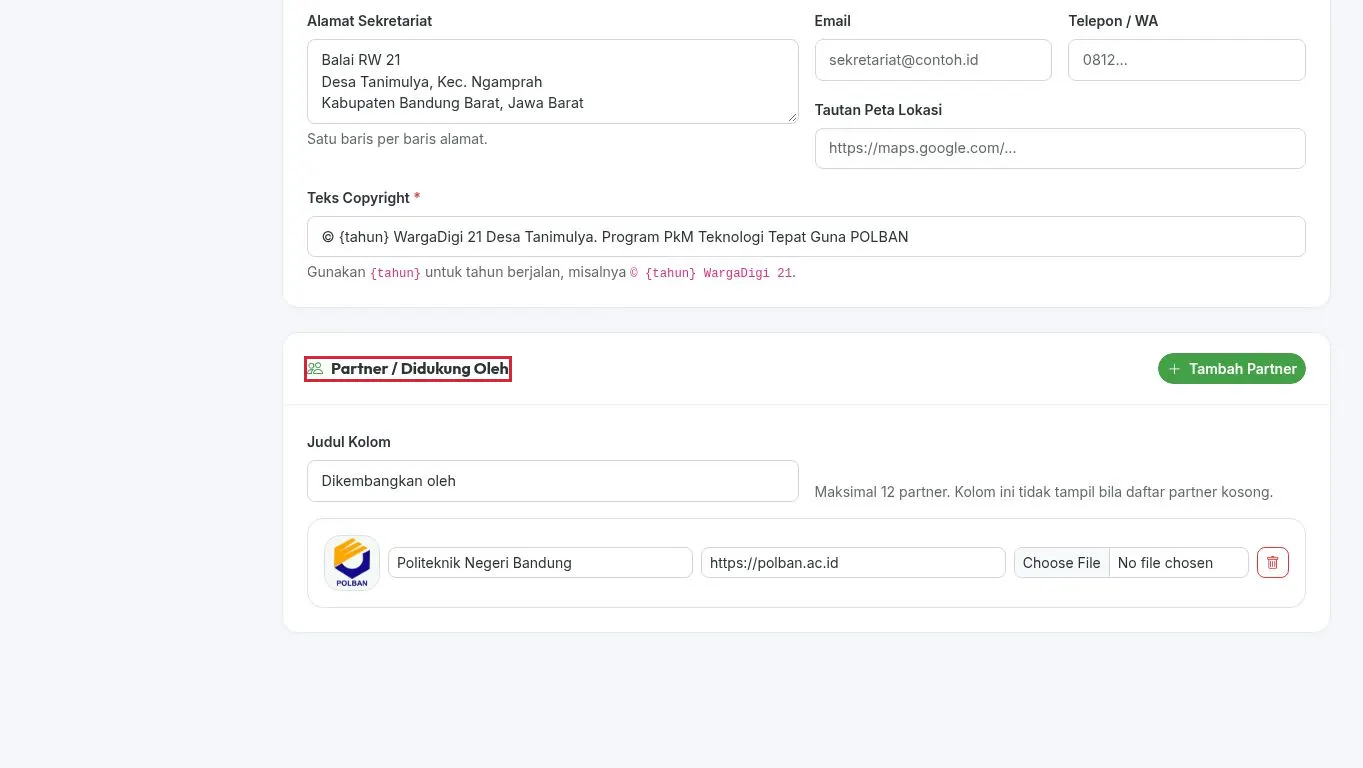 Alamat Sekretariat
Email
Telepon / WA
Balai RW 21
Desa Tanimulya, Kec. Ngamprah
Kabupaten Bandung Barat, Jawa Barat
sekretariat@contoh.id
0812...
Satu baris per baris alamat.
Tautan Peta Lokasi
https://maps.google.com/...
Teks Copyright *
© {tahun} WargaDigi 21 Desa Tanimulya. Program PkM Teknologi Tepat Guna POLBAN
Gunakan {tahun} untuk tahun berjalan, misalnya © {tahun} WargaDigi 21.
Partner / Didukung Oleh
+ Tambah Partner
Judul Kolom
Dikembangkan oleh
Maksimal 12 partner. Kolom ini tidak tampil bila daftar partner kosong.
POLBAN
Politeknik Negeri Bandung
https://polban.ac.id
Choose File
No file chosen